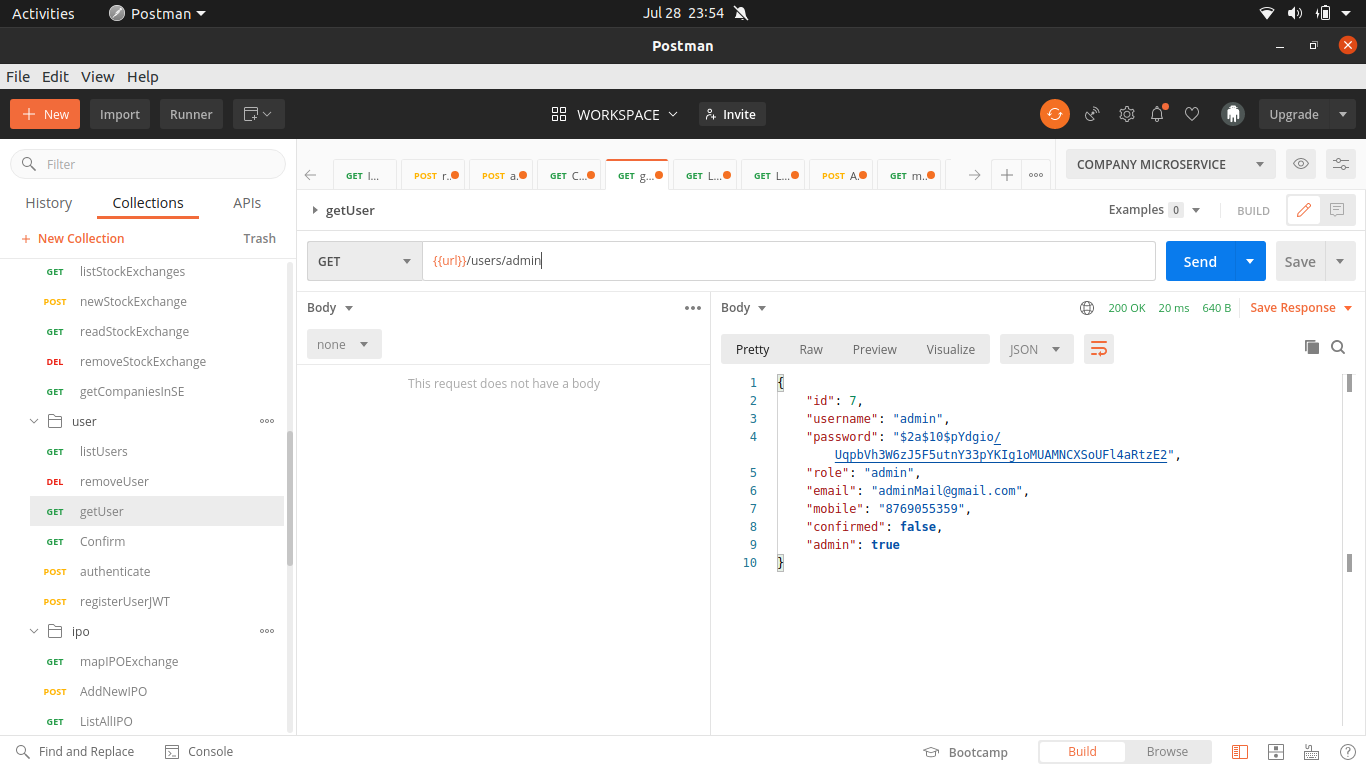 Activities Postman Jul 28 23:54
Postman
File Edit View Help
+ New Import Runner WORKSPACE Invite Upgrade
Filter
History Collections APIs
+ New Collection Trash
GET listStockExchanges
POST newStockExchange
GET readStockExchange
DEL removeStockExchange
GET getCompaniesInSE
user
GET listUsers
DEL removeUser
GET getUser
GET Confirm
POST authenticate
POST registerUserJWT
ipo
GET mapIPOExchange
POST AddNewIPO
GET ListAllIPO
GET I... POST r... POST a. GET C... GET g... GET L... GET L... POST A. GET m...
COMPANY MICROSERVICE
getUser Examples 0 BUILD
GET {{url}}/users/admin Send Save
Body
none
This request does not have a body
Body 200 OK 20 ms 640 B Save Response
Pretty Raw Preview Visualize JSON
1 {
2 "id": 7,
3 "username": "admin",
4 "password": "$2a$10$pYdgio/
UqpbVh3W6zJ5F5utnY33pYKIg1oMUAMNCXSoUFl4aRtzE2",
5 "role": "admin",
6 "email": "adminMail@gmail.com",
7 "mobile": "8769055359",
8 "confirmed": false,
9 "admin": true
10 }
Find and Replace Console Bootcamp Build Browse